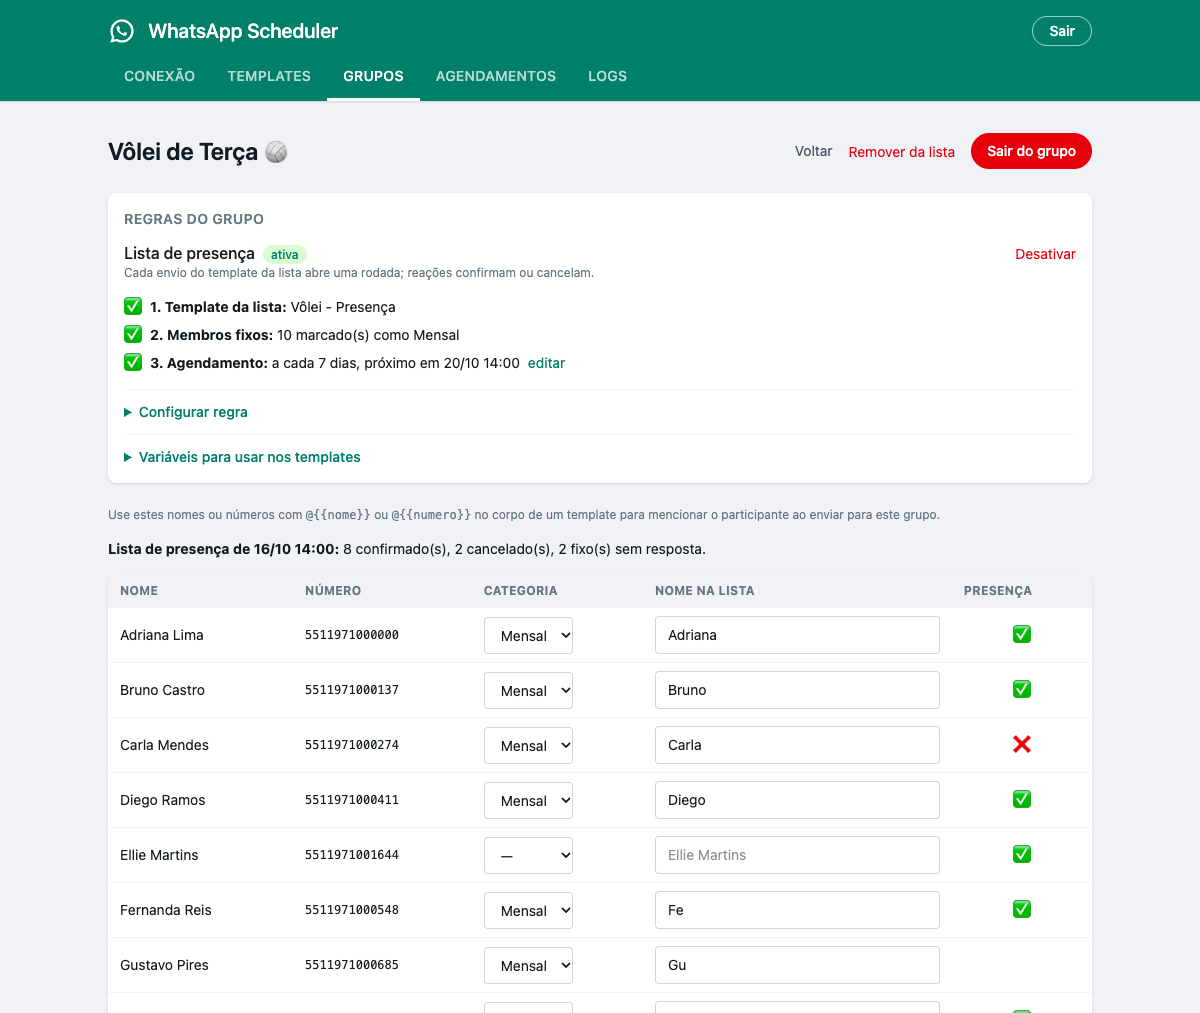 WhatsApp Scheduler
Sair
CONEXÃO TEMPLATES GRUPOS AGENDAMENTOS LOGS
Vôlei de Terça 🏐
Voltar Remover da lista Sair do grupo
REGRAS DO GRUPO
Lista de presença ativa Desativar
Cada envio do template da lista abre uma rodada; reações confirmam ou cancelam.
✅ 1. Template da lista: Vôlei - Presença
✅ 2. Membros fixos: 10 marcado(s) como Mensal
✅ 3. Agendamento: a cada 7 dias, próximo em 20/10 14:00 editar
▶ Configurar regra
▶ Variáveis para usar nos templates
Use estes nomes ou números com @{{nome}} ou @{{numero}} no corpo de um template para mencionar o participante ao enviar para este grupo.
Lista de presença de 16/10 14:00: 8 confirmado(s), 2 cancelado(s), 2 fixo(s) sem resposta.
NOME NÚMERO CATEGORIA NOME NA LISTA PRESENÇA
Adriana Lima 5511971000000 Mensal Adriana ✅
Bruno Castro 5511971000137 Mensal Bruno ✅
Carla Mendes 5511971000274 Mensal Carla ❌
Diego Ramos 5511971000411 Mensal Diego ✅
Ellie Martins 5511971001644 — Ellie Martins ✅
Fernanda Reis 5511971000548 Mensal Fe ✅
Gustavo Pires 5511971000685 Mensal Gu